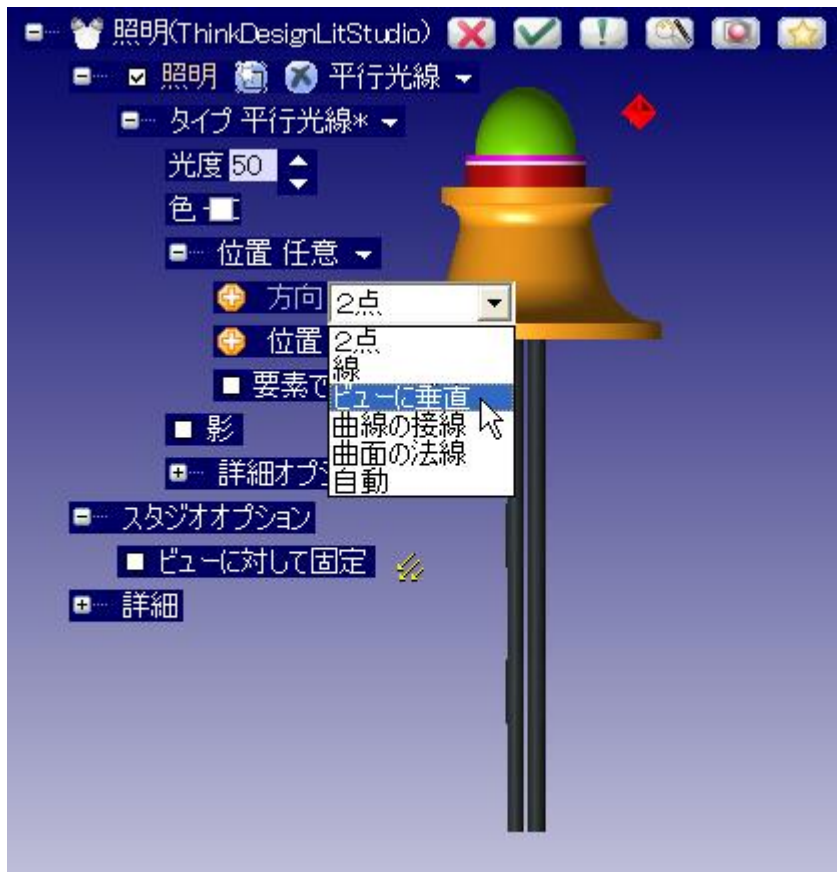 照明(ThinkDesignLitStudio)
照明 平行光線
タイプ 平行光線*
光度 50
色
位置 任意
方向 2点
位置 2点
線
要素で ビューに垂直
影 曲線の接線
曲面の法線
詳細オプシ 自動
スタジオオプション
ビューに対して固定
詳細